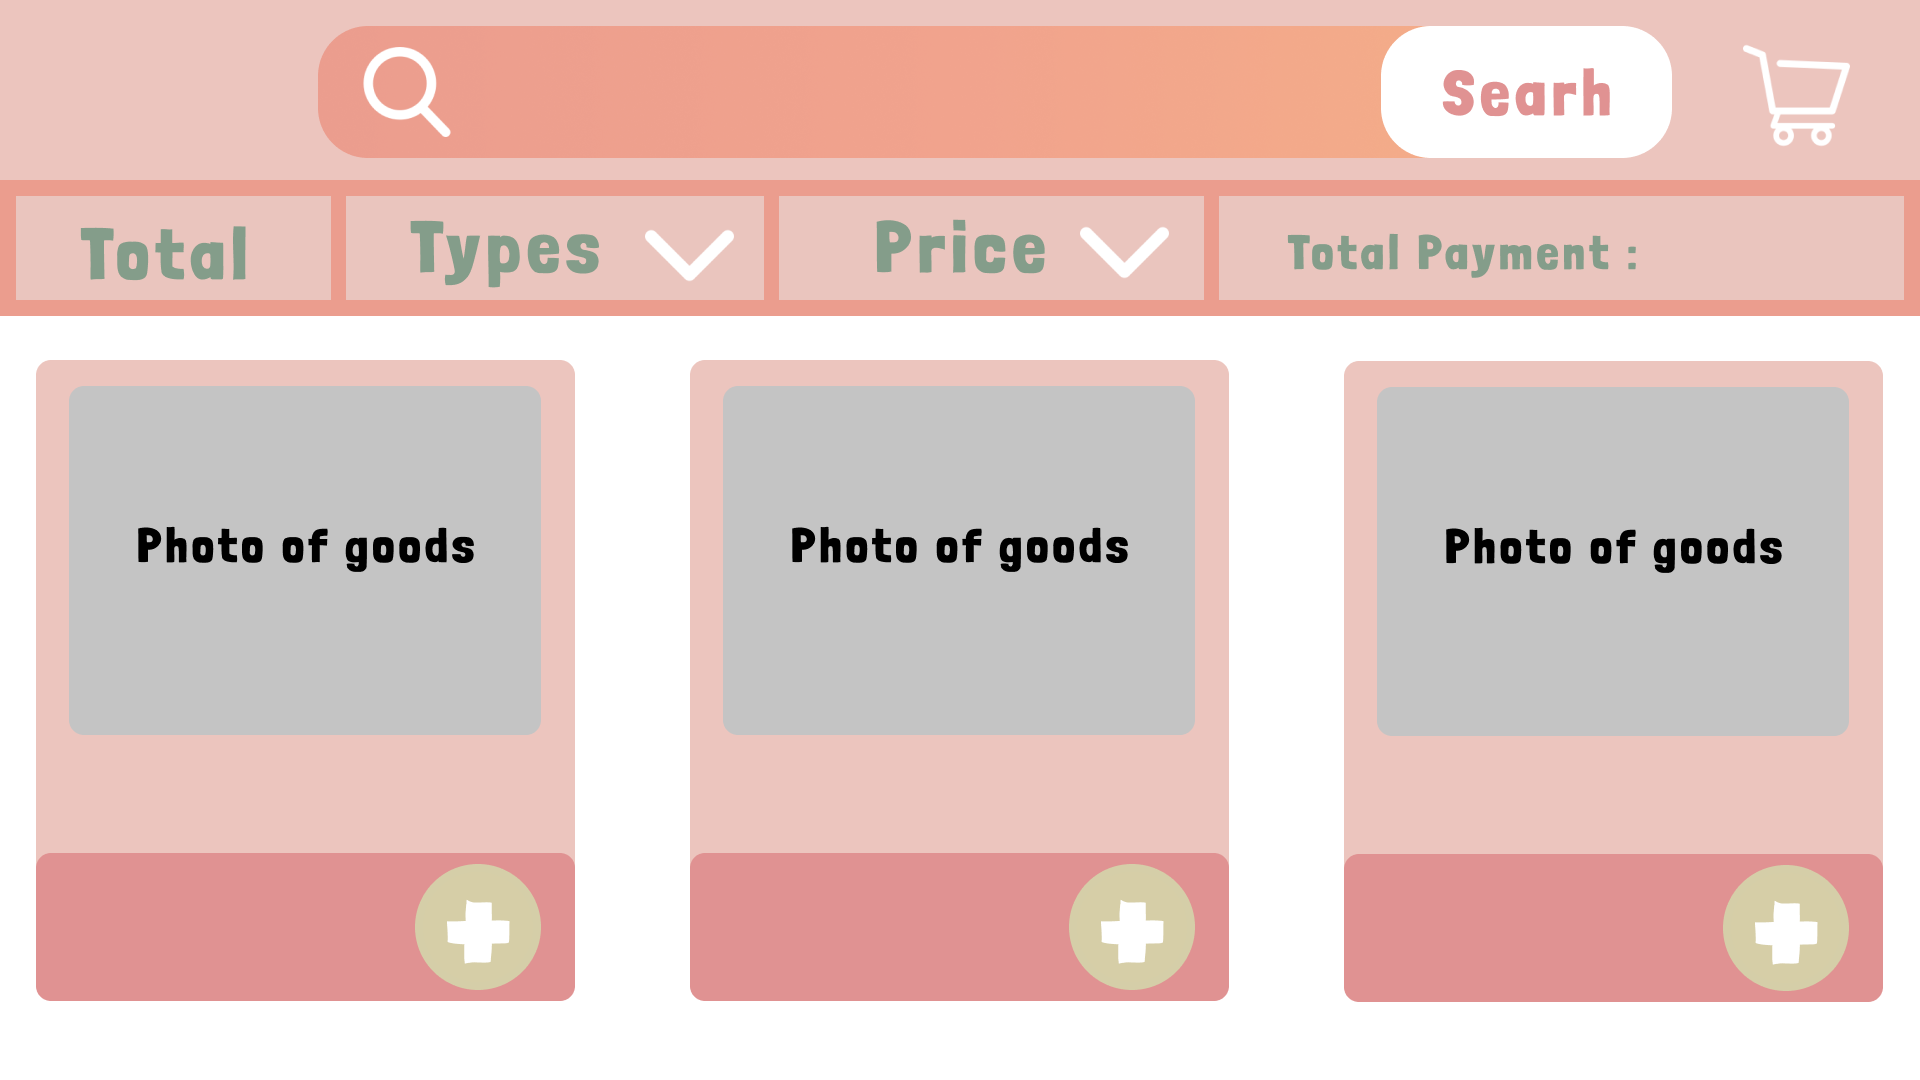 Searh
Total
Types
Price
Total Payment :
Photo of goods
Photo of goods
Photo of goods